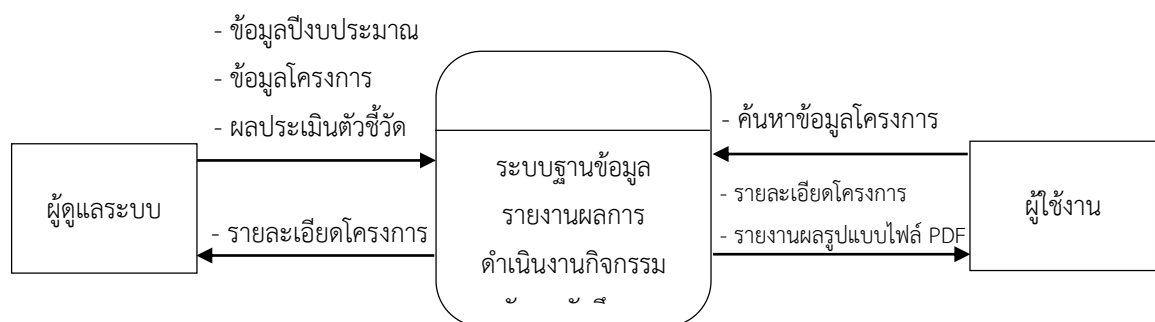 - ข้อมูลปีงบประมาณ
- ข้อมูลโครงการ
- ผลประเมินตัวชี้วัด
ผู้ดูแลระบบ
- รายละเอียดโครงการ
ระบบฐานข้อมูล
รายงานผลการ
ดำเนินงานกิจกรรม
- ค้นหาข้อมูลโครงการ
- รายละเอียดโครงการ
- รายงานผลรูปแบบไฟล์ PDF
ผู้ใช้งาน